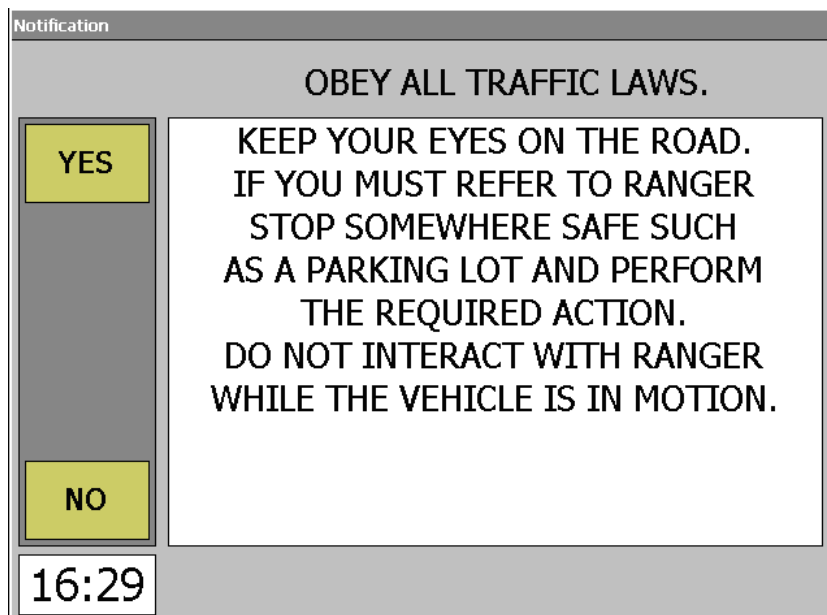 Notification
OBEY ALL TRAFFIC LAWS.
YES
KEEP YOUR EYES ON THE ROAD.
IF YOU MUST REFER TO RANGER
STOP SOMEWHERE SAFE SUCH
AS A PARKING LOT AND PERFORM
THE REQUIRED ACTION.
DO NOT INTERACT WITH RANGER
WHILE THE VEHICLE IS IN MOTION.
NO
16:29